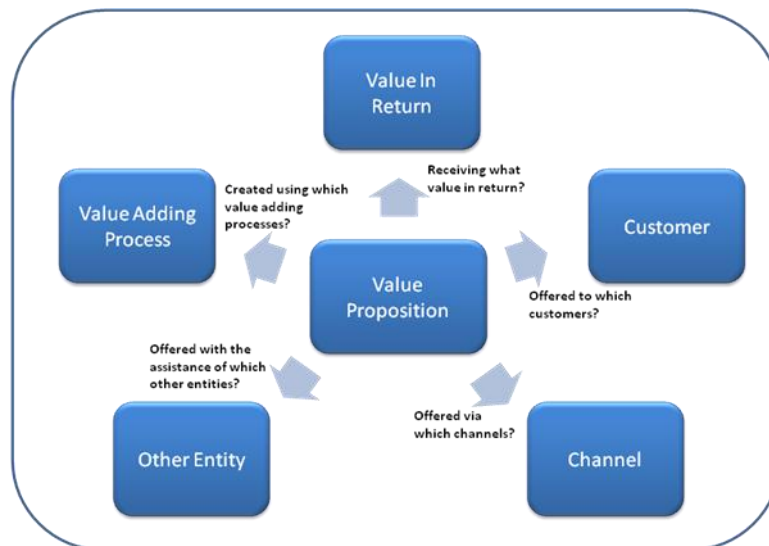 Value In
Return
Receiving what
value in return?
Created using which
value adding
processes?
Value Adding
Process
Customer
Value
Proposition
Offered to which
customers?
Offered with the
assistance of which
other entities?
Offered via
which channels?
Other Entity
Channel